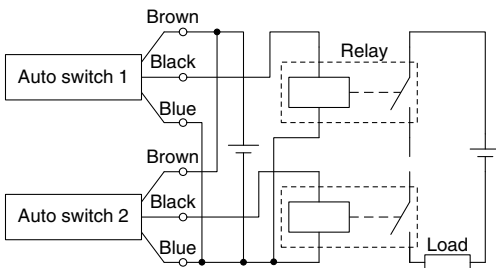 Brown
Auto switch 1
Black
Blue
Relay
Brown
Auto switch 2
Black
Blue
Load